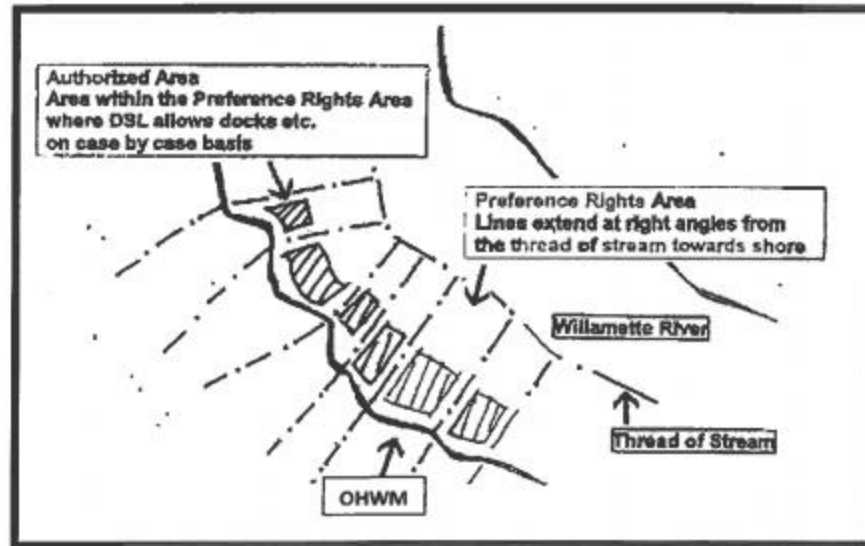 Authorized Area
Area within the Preference Rights Area
where DSL allows docks etc.
on case by case basis
Preference Rights Area
Lines extend at right angles from
the thread of stream towards shore
Willamette River
Thread of Stream
OHWM